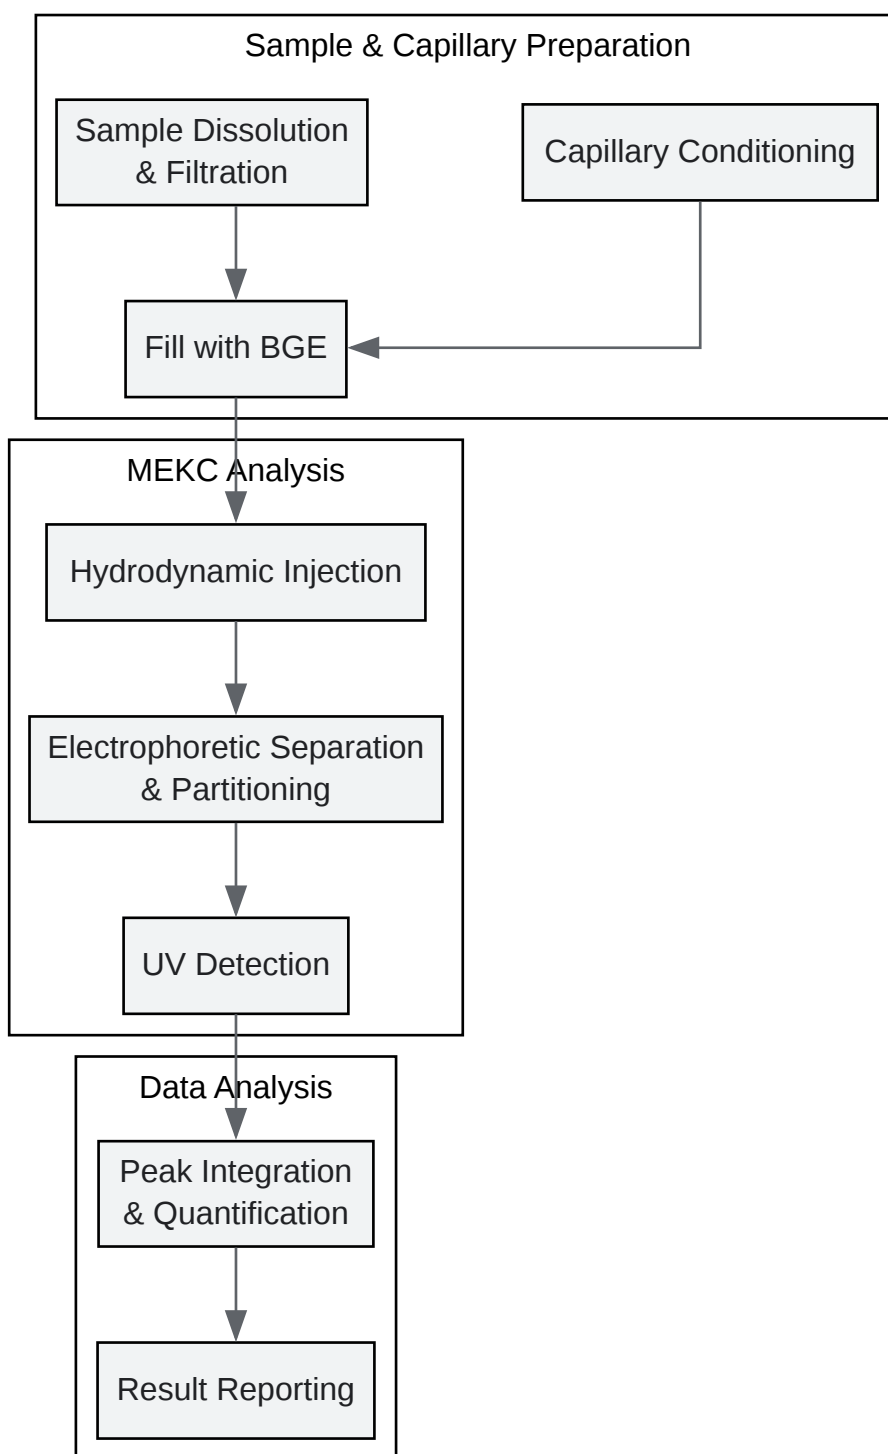 Sample & Capillary Preparation
Sample Dissolution
& Filtration
Capillary Conditioning
Fill with BGE
MEKC Analysis
Hydrodynamic Injection
Electrophoretic Separation
& Partitioning
UV Detection
Data Analysis
Peak Integration
& Quantification
Result Reporting